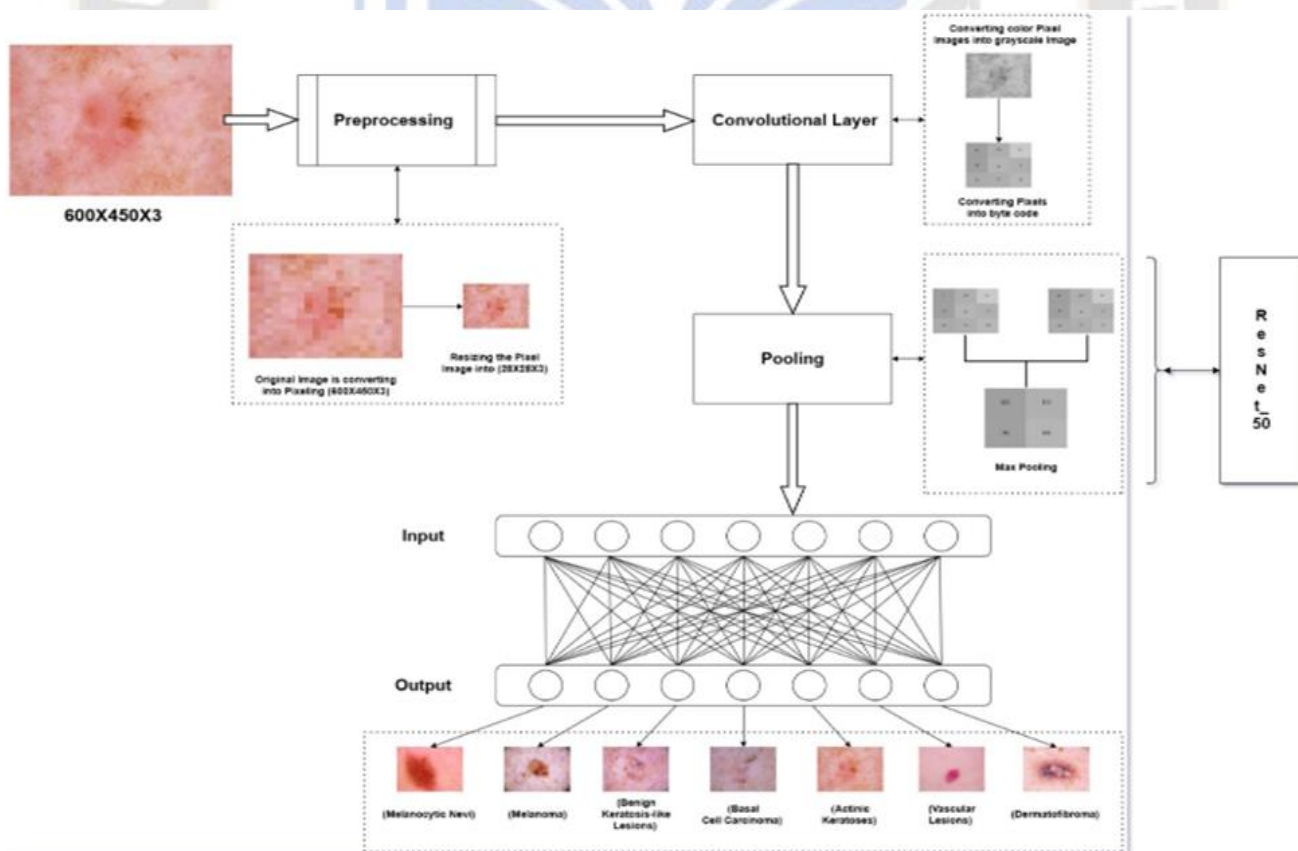 600X450X3
Preprocessing
Original Image is converting
into Pixeling (600X450X3)
Resizing the Pixel
Image into (28X28X3)
Convolutional Layer
Converting color Pixel
Images into grayscale Image
Converting Pixels
into byte code
Pooling
Max Pooling
R
e
s
N
e
t_
50
Input
Output
(Melanocytic Nevi)
(Melanoma)
(Benign
Keratosis-like
Lesions)
(Basal
Cell Carcinoma)
(Actinic
Keratoses)
(Vascular
Lesions)
(Dermatofibroma)